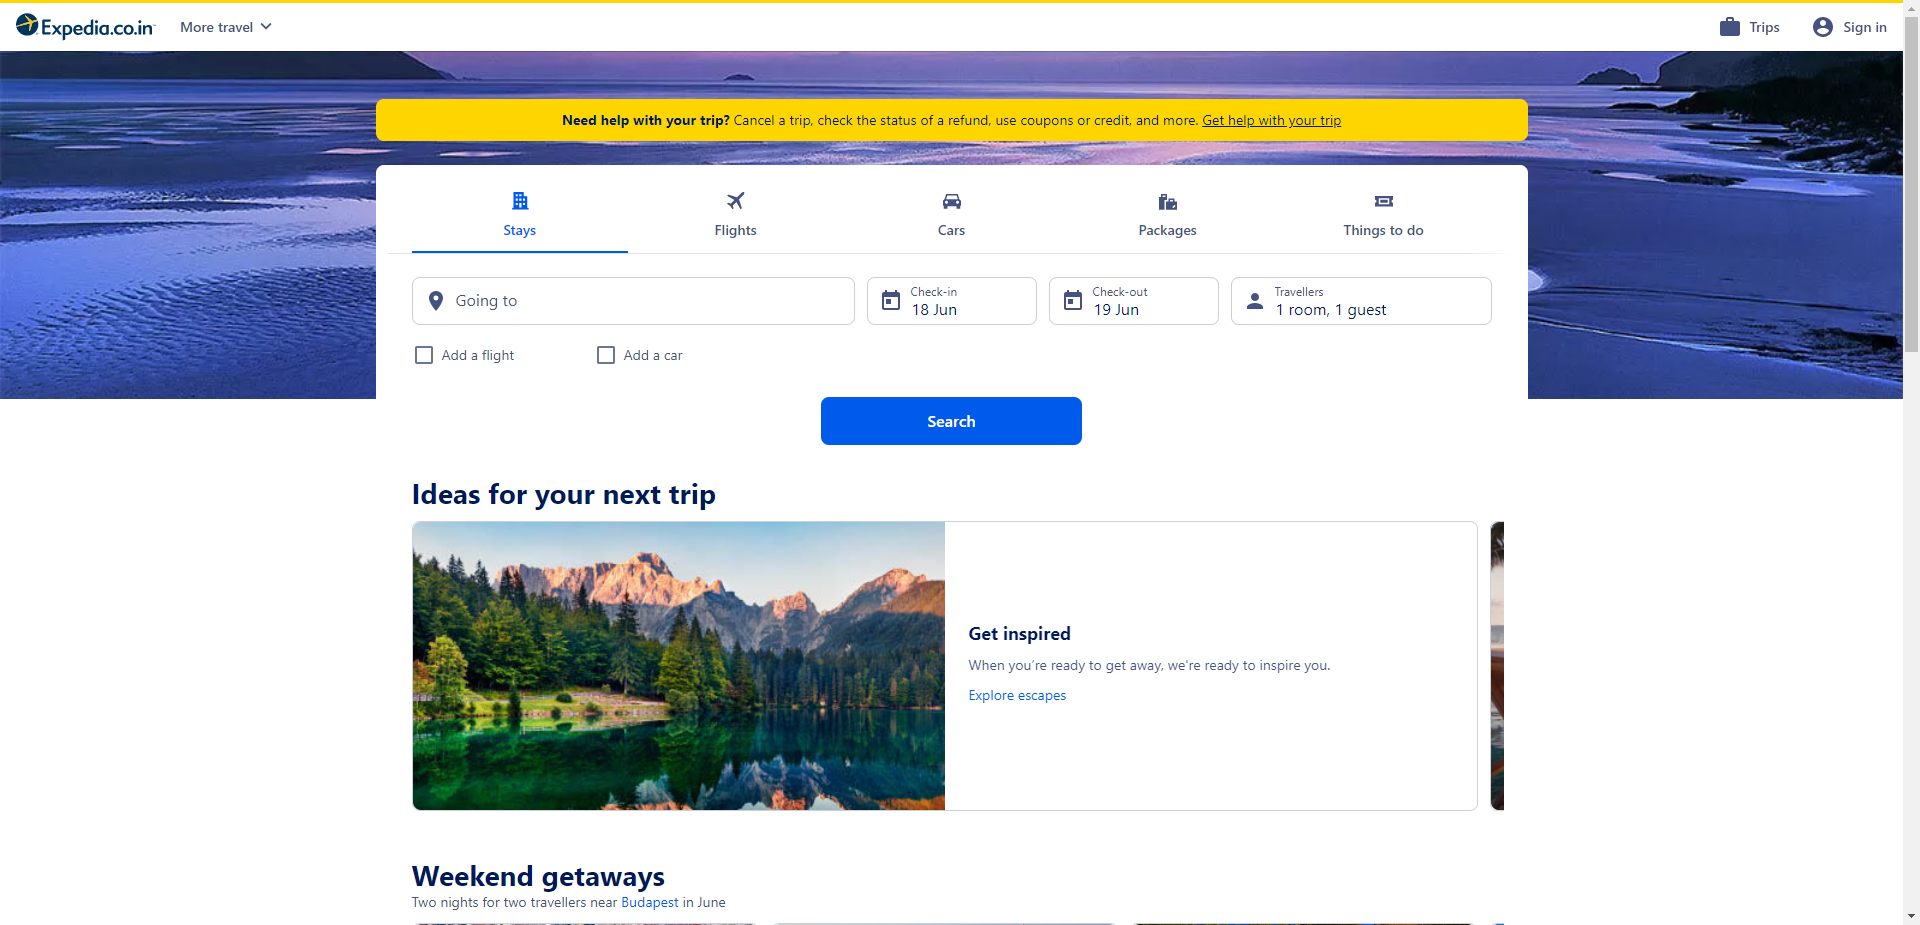 Expedia.co.in
More travel
Trips
Sign in
Need help with your trip? Cancel a trip, check the status of a refund, use coupons or credit, and more. Get help with your trip
Stays
Flights
Cars
Packages
Things to do
Going to
Check-in
18 Jun
Check-out
19 Jun
Travellers
1 room, 1 guest
Add a flight
Add a car
Search
Ideas for your next trip
Get inspired
When you're ready to get away, we're ready to inspire you.
Explore escapes
Weekend getaways
Two nights for two travellers near Budapest in June